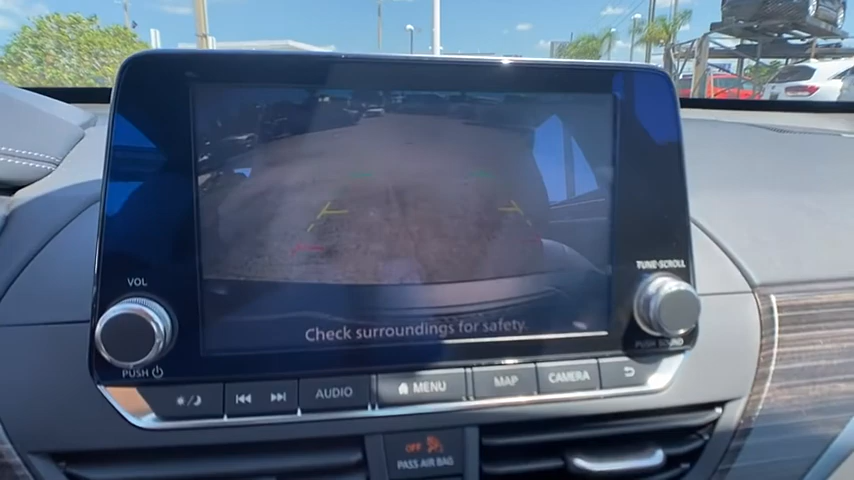 VOL
TUNE·SCROLL
Check surroundings for safety.
PUSH
PUSH SOUND
AUDIO
MENU
MAP
CAMERA
OFF
PASS AIR BAG